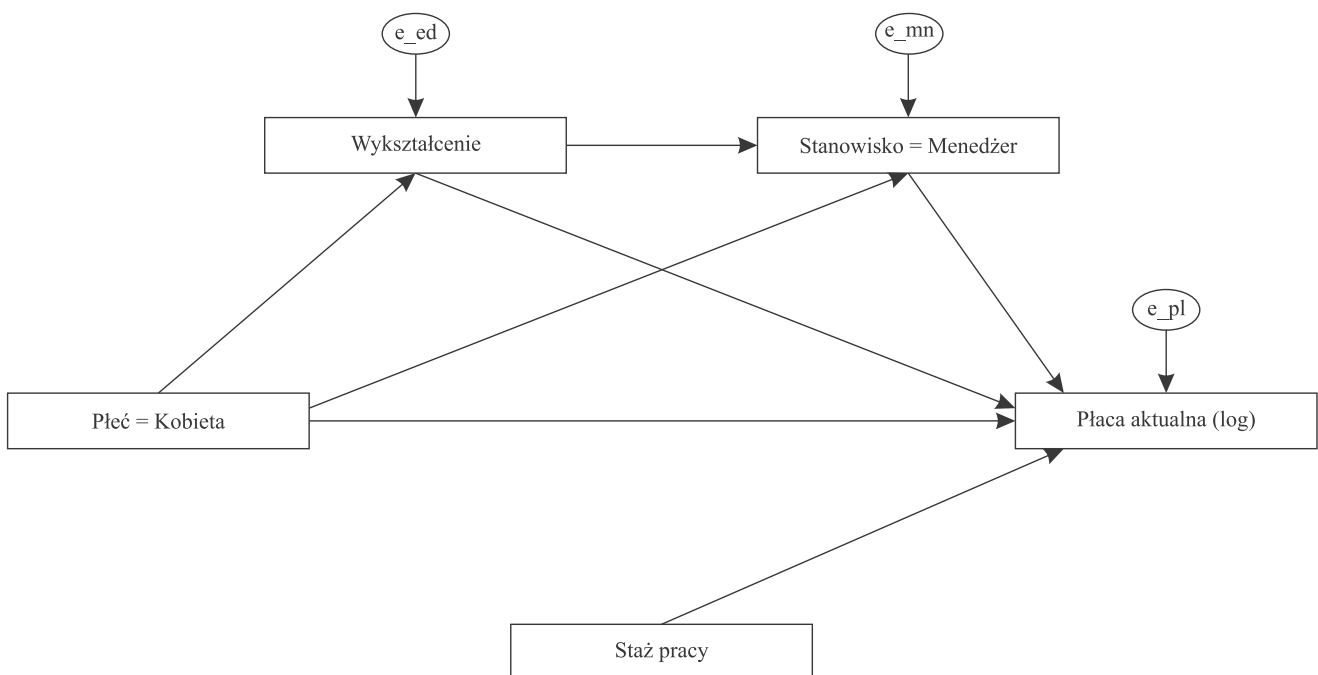 e_ed
e_mn
Wykształcenie
Stanowisko = Menedżer
e_pl
Płeć = Kobieta
Płaca aktualna (log)
Staż pracy